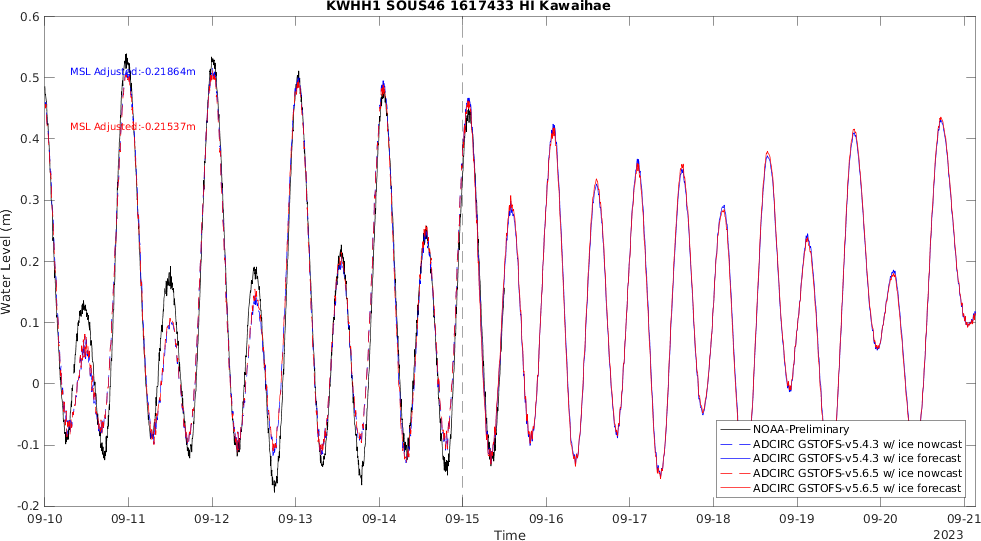 KWHH1 SOUS46 1617433 HI Kawaihae
0.6
0.5
0.4
0.3
0.2
0.1
0
-0.1
-0.2
Water Level (m)
MSL Adjusted:-0.21864m
MSL Adjusted:-0.21537m
NOAA-Preliminary
ADCIRC GSTOFS-v5.4.3 w/ ice nowcast
ADCIRC GSTOFS-v5.4.3 w/ ice forecast
ADCIRC GSTOFS-v5.6.5 w/ ice nowcast
ADCIRC GSTOFS-v5.6.5 w/ ice forecast
09-10 09-11 09-12 09-13 09-14 09-15 09-16 09-17 09-18 09-19 09-20 09-21
Time
2023